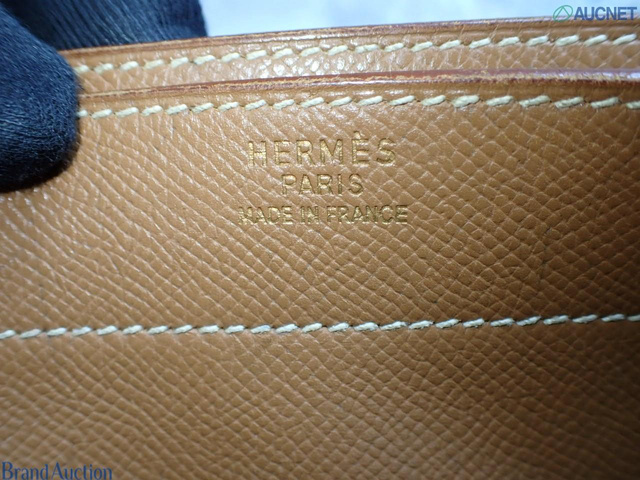 AUCNET
HERMÈS
PARIS
MADE IN FRANCE
BrandAuction